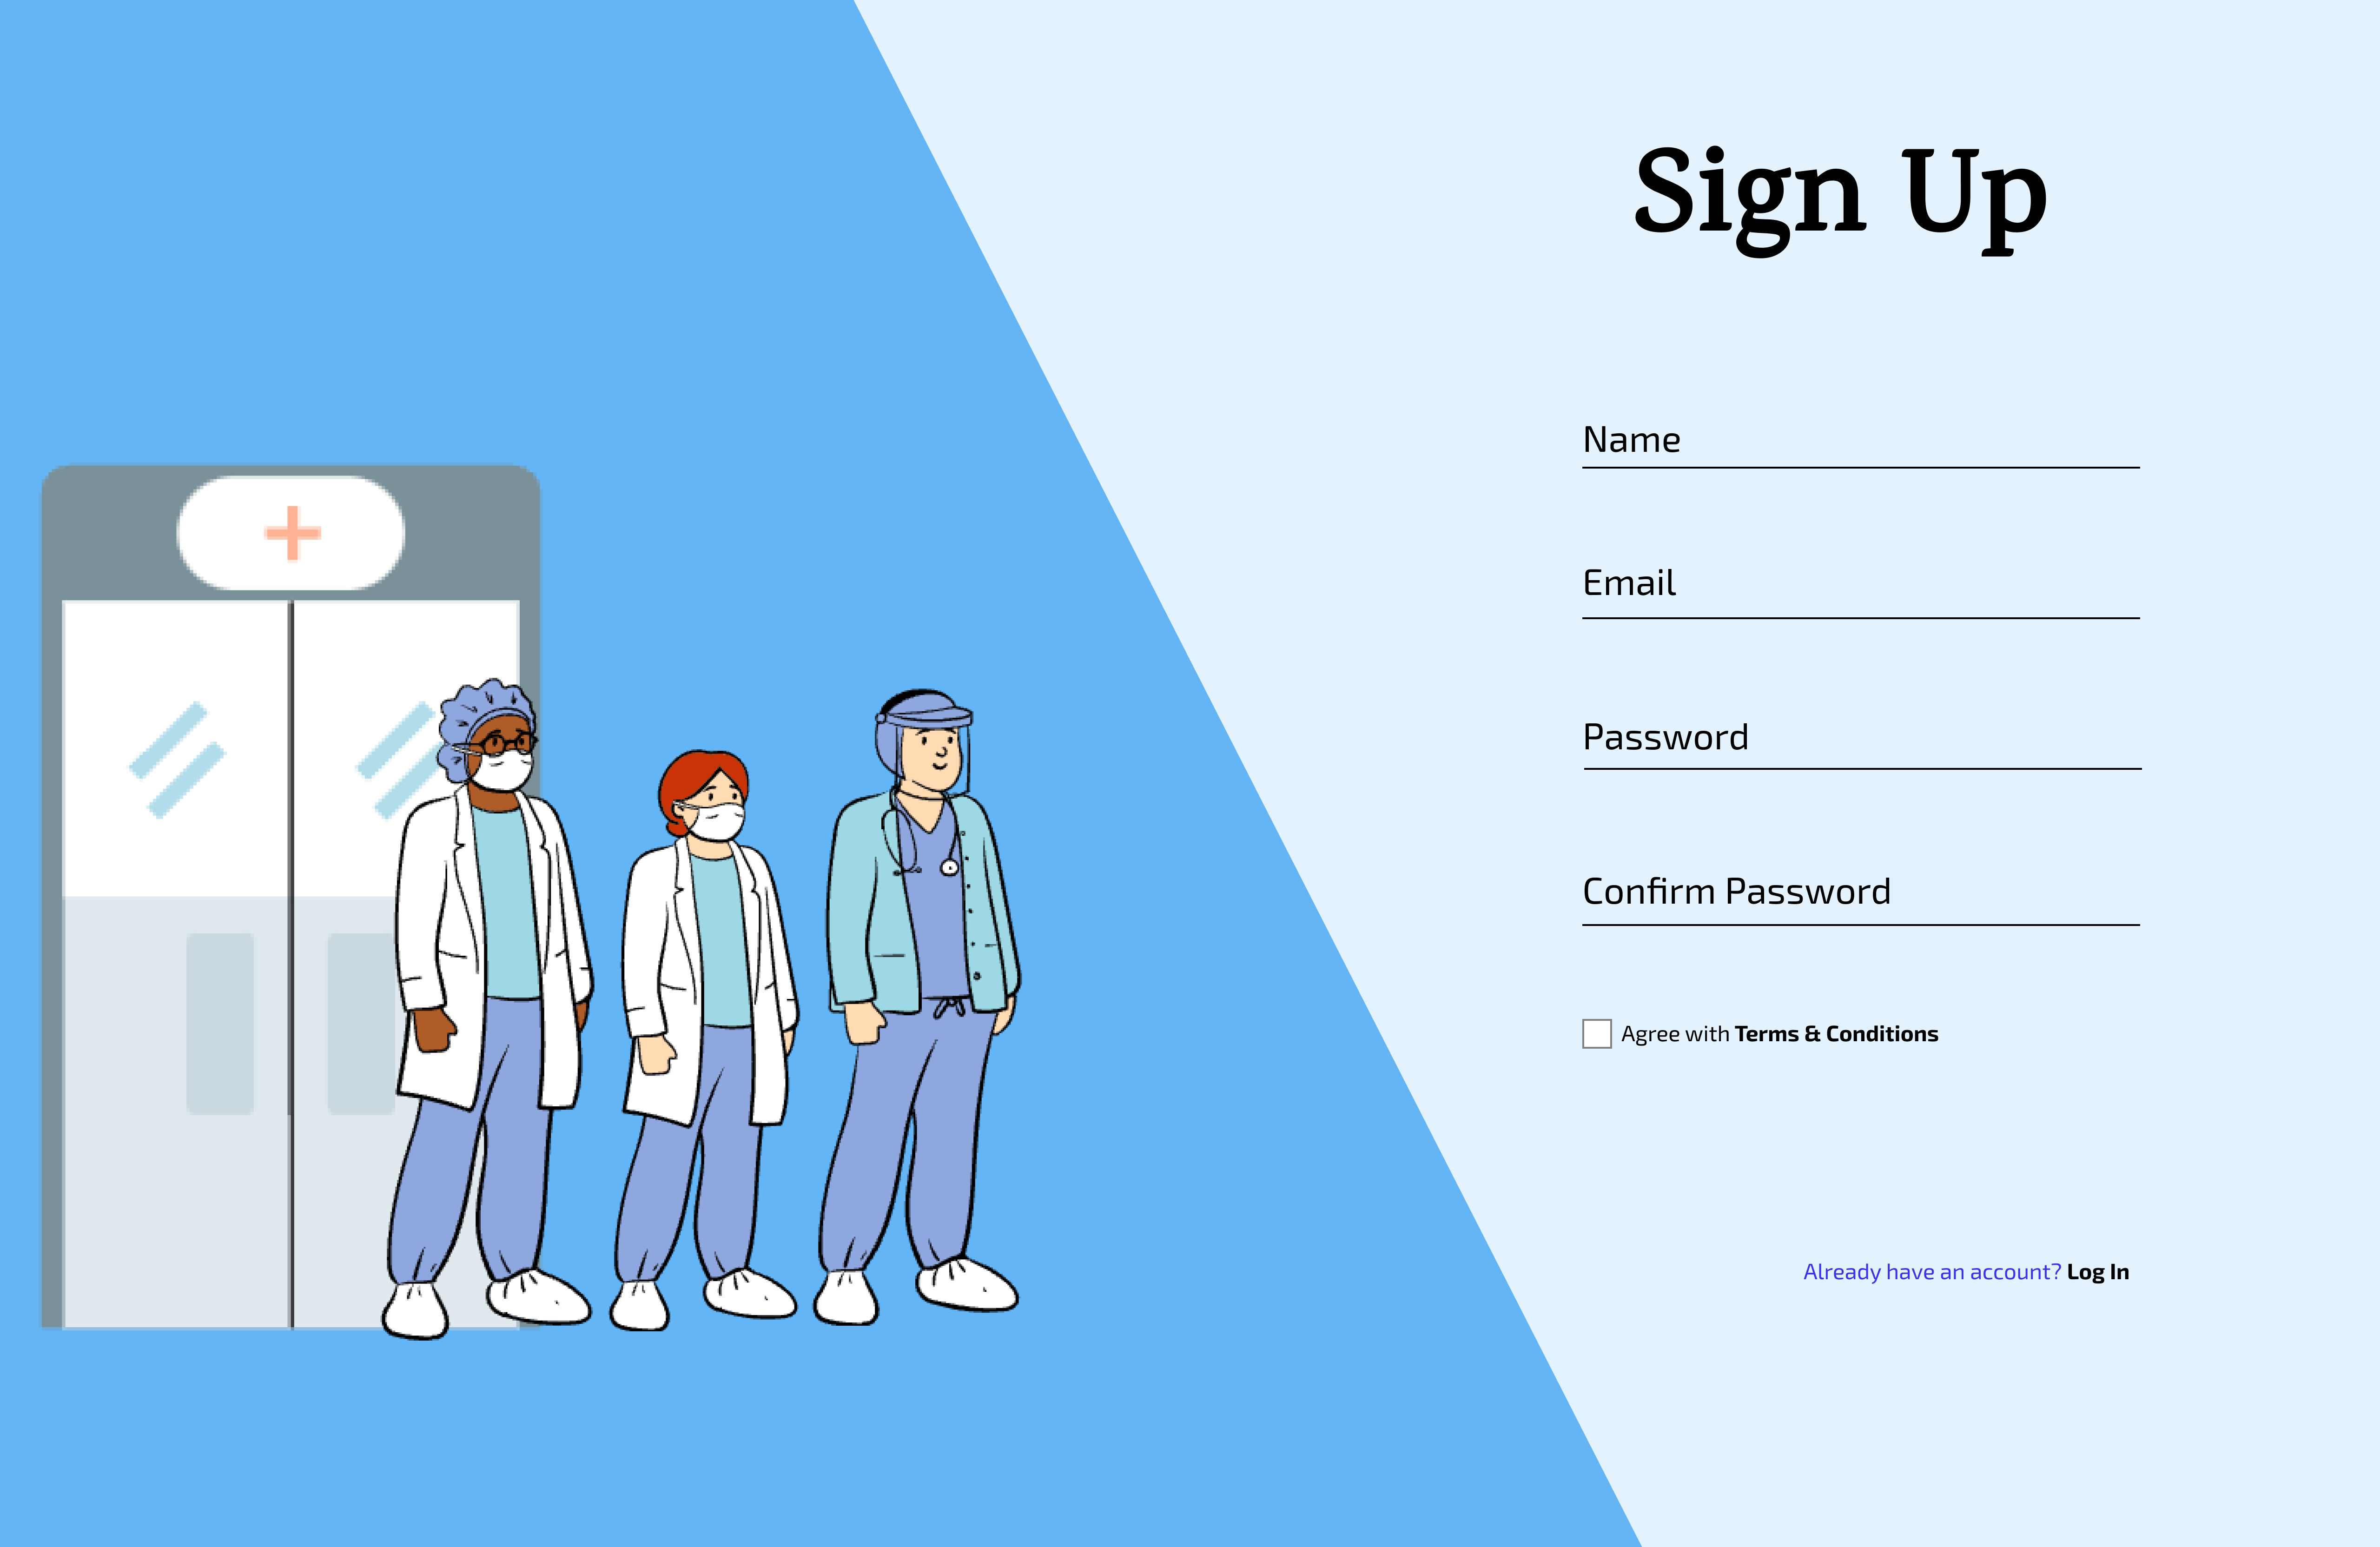 Sign Up
Name
Email
Password
Confirm Password
Agree with Terms & Conditions
Already have an account? Log In